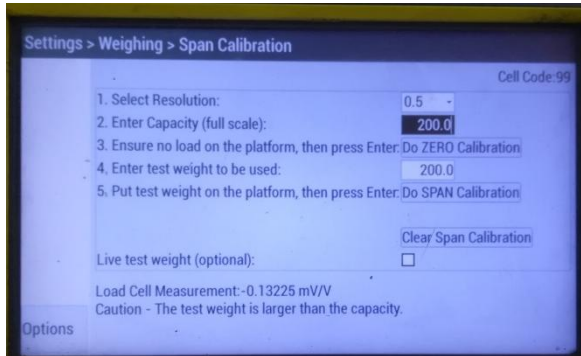 Settings > Weighing > Span Calibration
Cell Code:99
1. Select Resolution: 0.5
2. Enter Capacity (full scale): 200.0
3. Ensure no load on the platform, then press Enter: Do ZERO Calibration
4. Enter test weight to be used: 200.0
5. Put test weight on the platform, then press Enter: Do SPAN Calibration
Clear Span Calibration
Live test weight (optional):
Load Cell Measurement:-0.13225 mV/V
Caution - The test weight is larger than the capacity.
Options